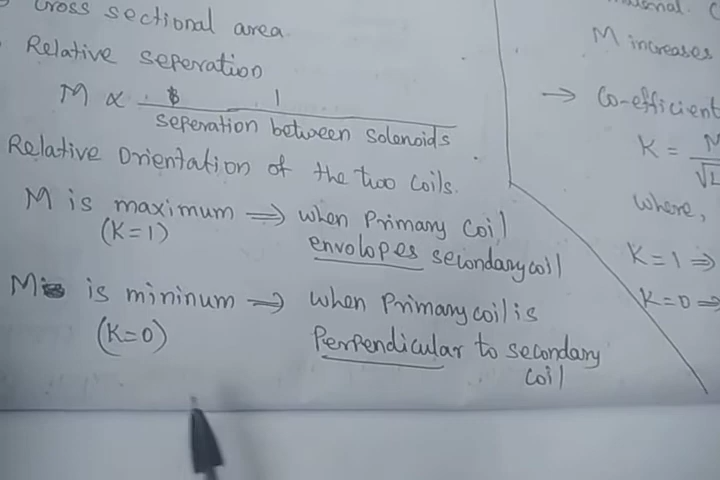 Cross sectional area
Relative Seperation
M ∝ 1 / Seperation between Solenoids
Relative Orientation of the two Coils.
M is maximum ⇒ when Primary Coil
(K=1) envolopes secondary coil
M is mininum ⇒ when Primary coil is
(K=0) Perpendicular to secondary
coil
M increases
→ Co-efficient
K = M / √L
where,
K=1 ⇒
K=0 ⇒